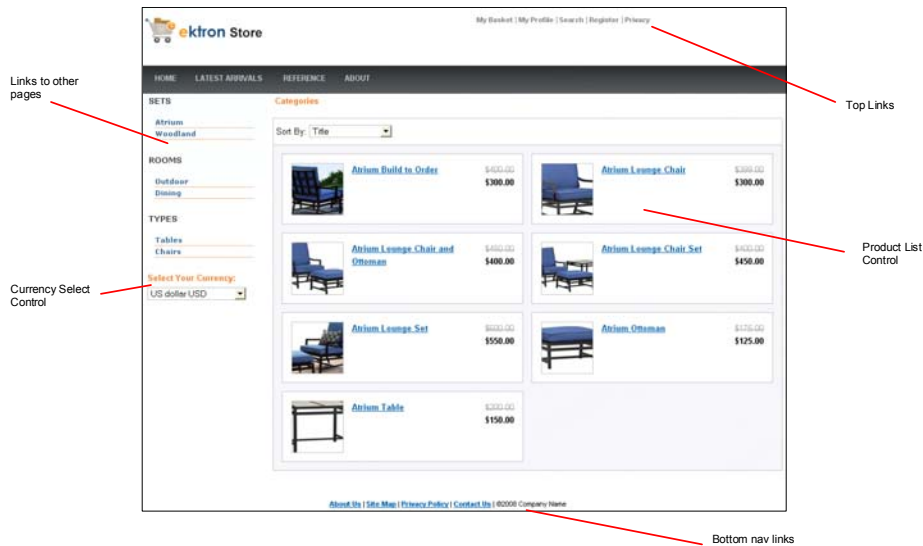 ektron Store
My Basket | My Profile | Search | Register | Privacy
HOME LATEST ARRIVALS REFERENCE ABOUT
Links to other
pages
Top Links
SETS
Atrium
Woodland
ROOMS
Outdoor
Dining
TYPES
Tables
Chairs
Select Your Currency:
US dollar USD
Currency Select
Control
Categories
Sort By: Title
Atrium Build to Order
$400.00
$300.00
Atrium Lounge Chair
$399.00
$300.00
Atrium Lounge Chair and
Ottoman
$400.00
Atrium Lounge Chair Set
$450.00
Product List
Control
Atrium Lounge Set
$600.00
$550.00
Atrium Ottoman
$175.00
$125.00
Atrium Table
$200.00
$150.00
About Us | Site Map | Privacy Policy | Contact Us | ©2008 Company Name
Bottom nav links